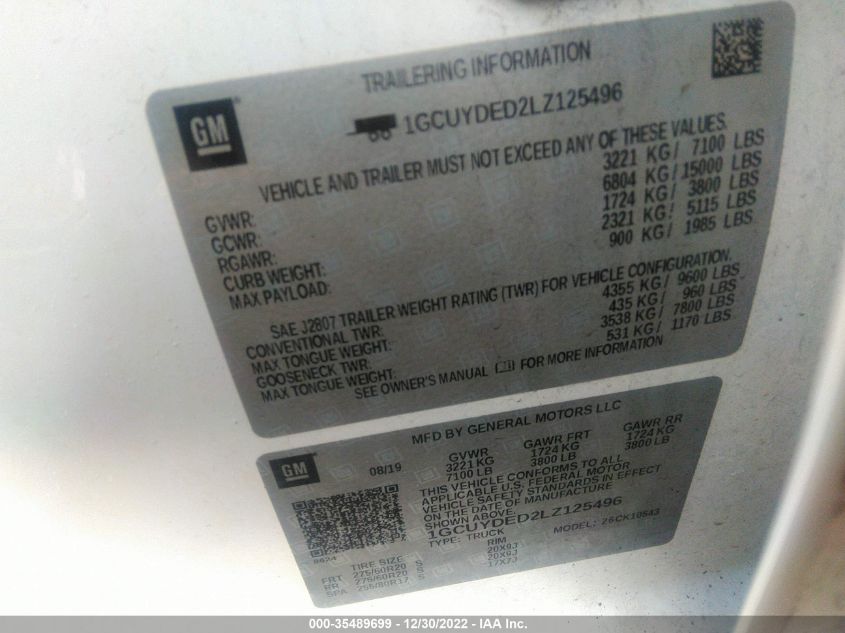 TRAILERING INFORMATION
GM
1GCUYDED2LZ125496
VEHICLE AND TRAILER MUST NOT EXCEED ANY OF THESE VALUES.
GVWR: 3221 KG/ 7100 LBS
GCWR: 6804 KG/ 15000 LBS
RGAWR: 1724 KG/ 3800 LBS
CURB WEIGHT: 2321 KG/ 5115 LBS
MAX PAYLOAD: 900 KG/ 1985 LBS
SAE J2807 TRAILER WEIGHT RATING (TWR) FOR VEHICLE CONFIGURATION.
CONVENTIONAL TWR: 4355 KG/ 9600 LBS
MAX TONGUE WEIGHT: 435 KG/ 960 LBS
GOOSENECK TWR: 3538 KG/ 7800 LBS
MAX TONGUE WEIGHT: 531 KG/ 1170 LBS
SEE OWNER'S MANUAL FOR MORE INFORMATION
MFD BY GENERAL MOTORS LLC
GM
08/19
GVWR GAWR FRT GAWR RR
3221 KG 1724 KG 1724 KG
7100 LB 3800 LB 3800 LB
THIS VEHICLE CONFORMS TO ALL
APPLICABLE U.S. FEDERAL MOTOR
VEHICLE SAFETY STANDARDS IN EFFECT
ON THE DATE OF MANUFACTURE
SHOWN ABOVE.
1GCUYDED2LZ125496
TYPE: TRUCK MODEL: 26CK10543
9624
TIRE SIZE RIM
FRT 275/60R20 S 20X9J
RR 275/60R20 S 20X9J
SPA 255/80R17 S 17X7J
000-35489699 - 12/30/2022 - IAA Inc.